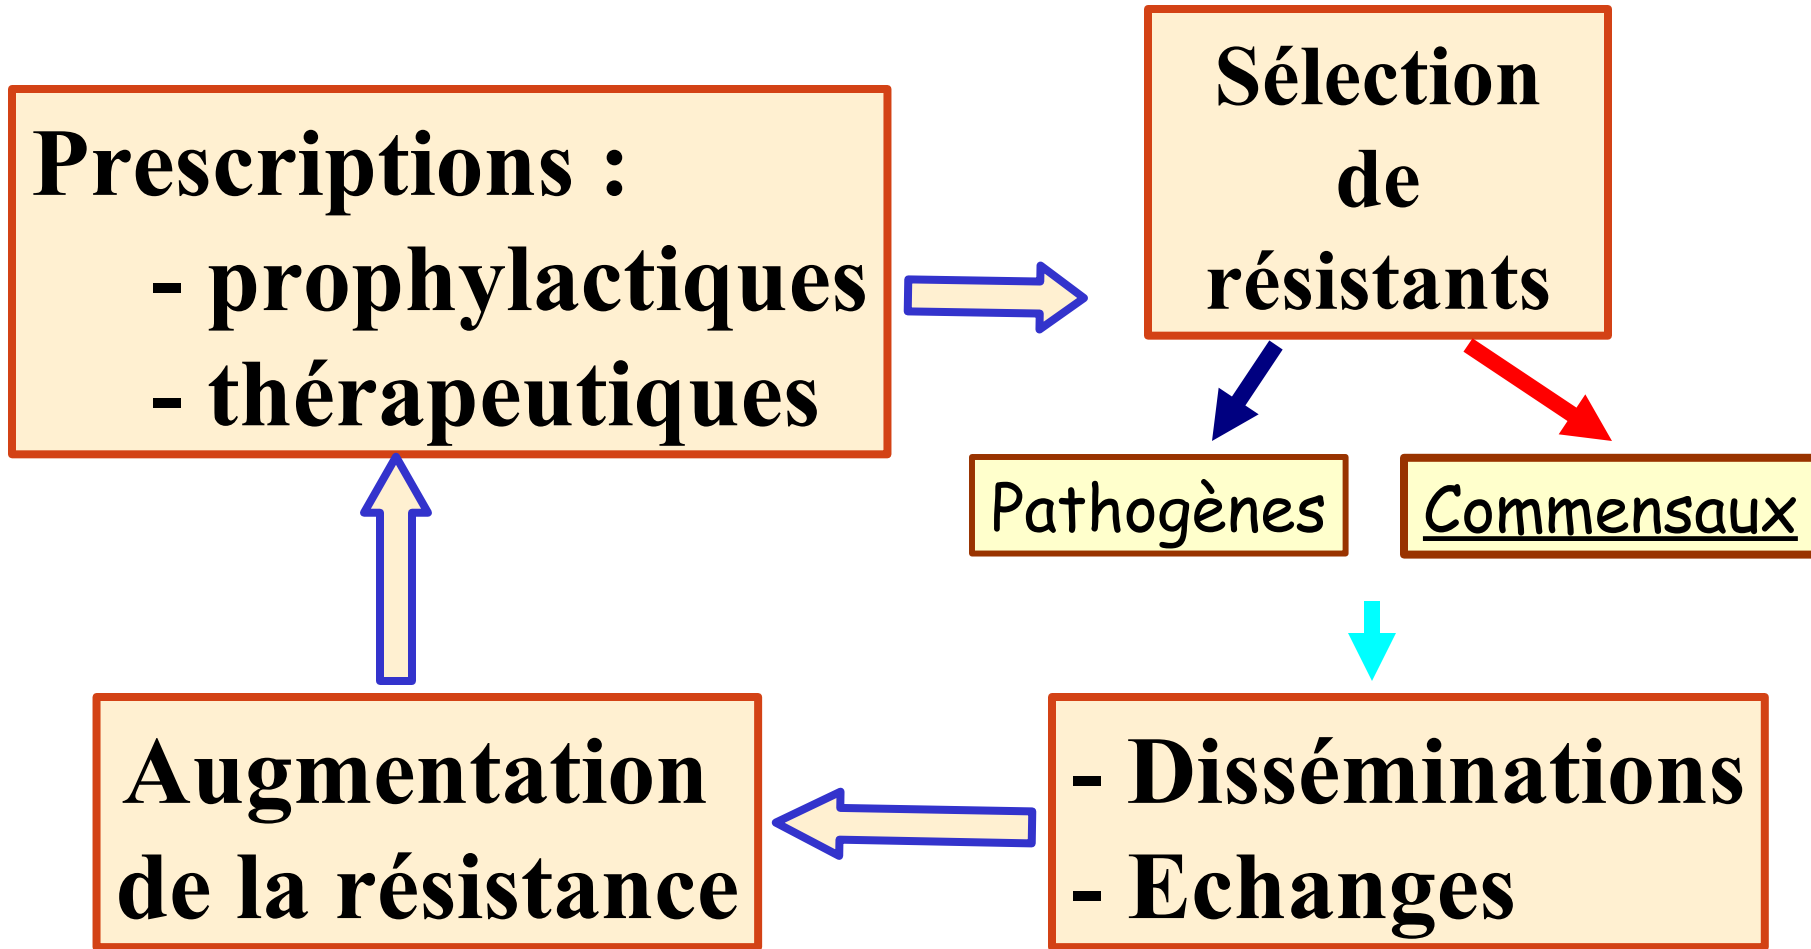 Prescriptions :
- prophylactiques
- thérapeutiques
Sélection
de
résistants
Pathogènes
Commensaux
- Disséminations
- Echanges
Augmentation
de la résistance